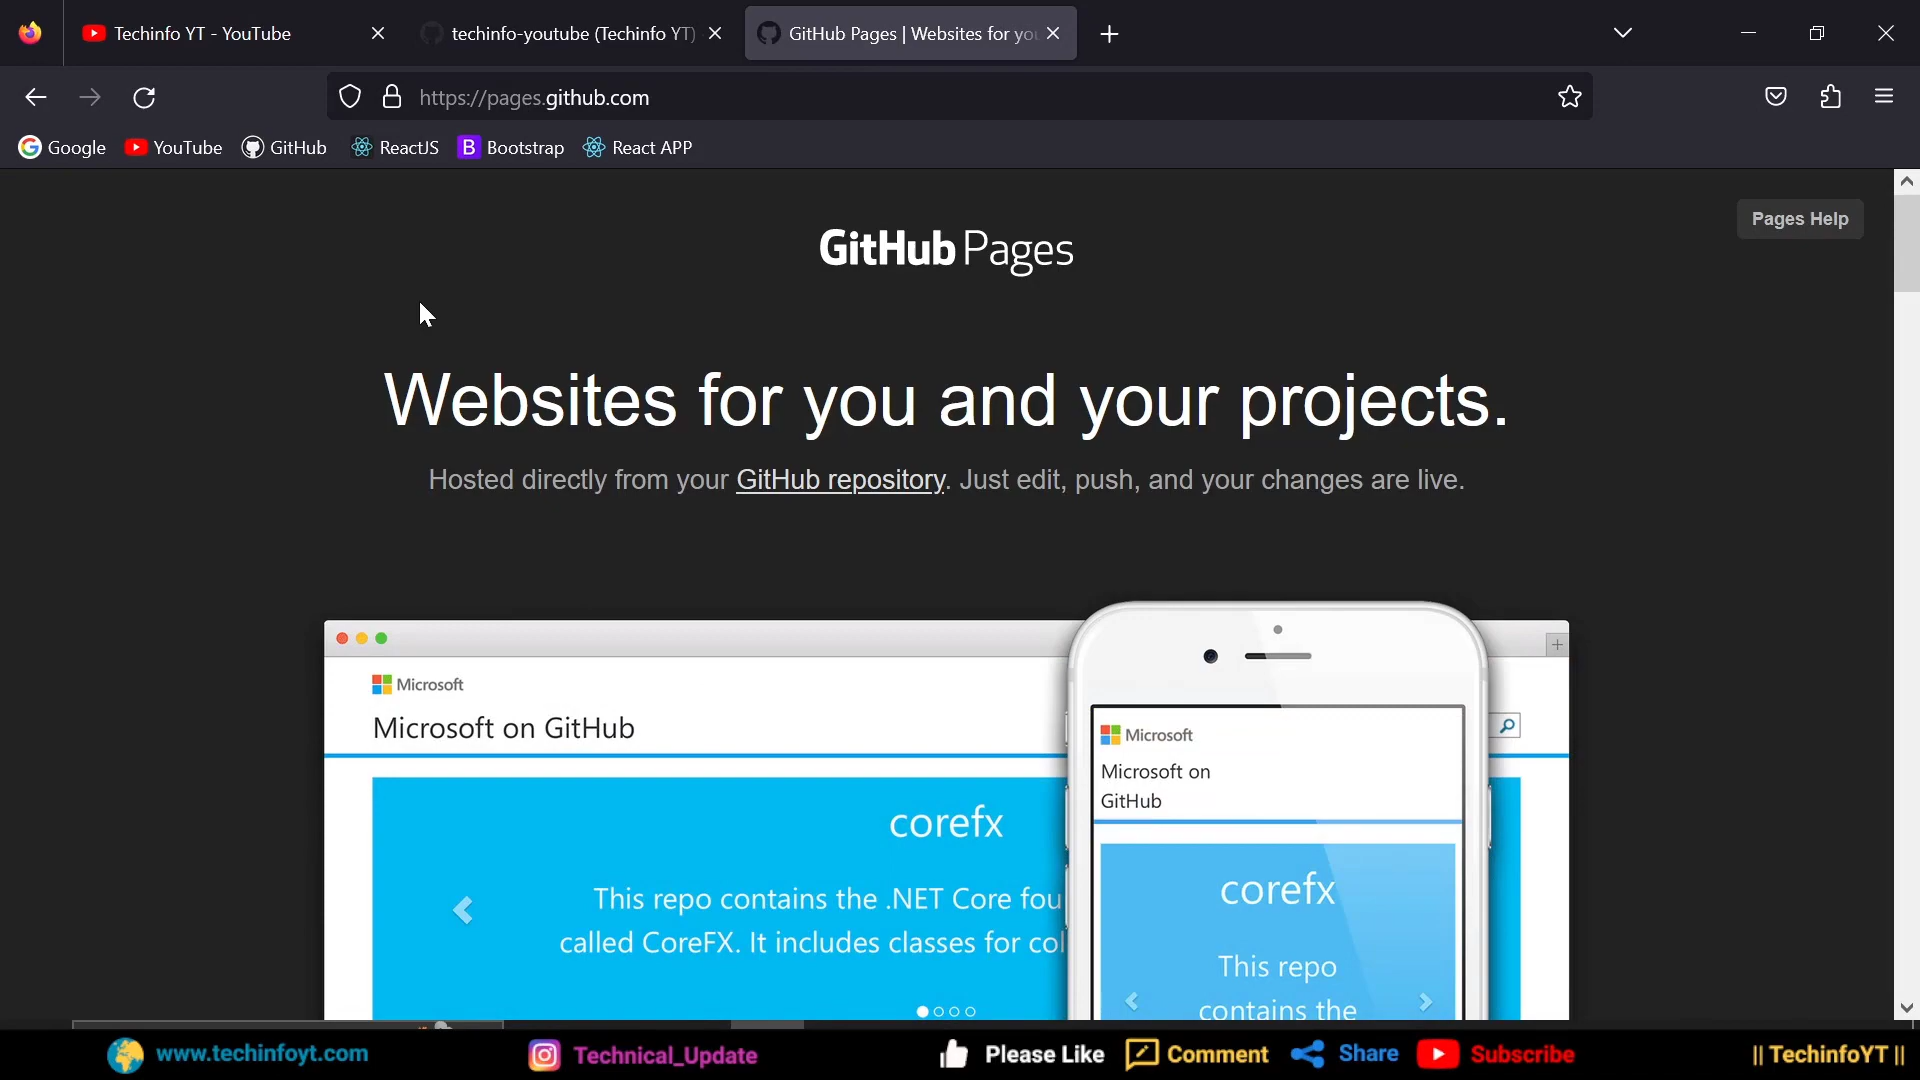 Techinfo YT - YouTube
techinfo-youtube (Techinfo YT)
GitHub Pages | Websites for yo
https://pages.github.com
Google
YouTube
GitHub
ReactJS
Bootstrap
React APP
Pages Help
GitHub Pages
Websites for you and your projects.
Hosted directly from your GitHub repository. Just edit, push, and your changes are live.
Microsoft
Microsoft on GitHub
corefx
This repo contains the .NET Core fou
called CoreFX. It includes classes for col
Microsoft
Microsoft on
GitHub
corefx
This repo
contains the
www.techinfoyt.com
Technical_Update
Please Like
Comment
Share
Subscribe
|| TechinfoYT ||